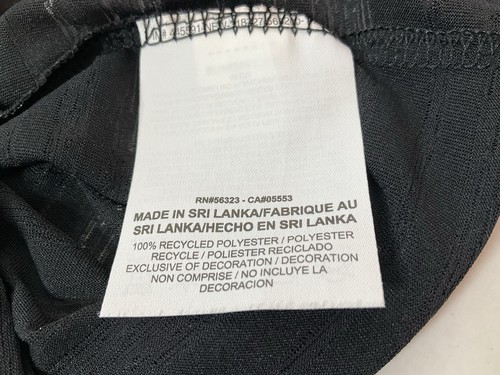 RN#56323 - CA#05553
MADE IN SRI LANKA/FABRIQUE AU
SRI LANKA/HECHO EN SRI LANKA
100% RECYCLED POLYESTER / POLYESTER
RECYCLE / POLIESTER RECICLADO
EXCLUSIVE OF DECORATION / DECORATION
NON COMPRISE / NO INCLUYE LA
DECORACION